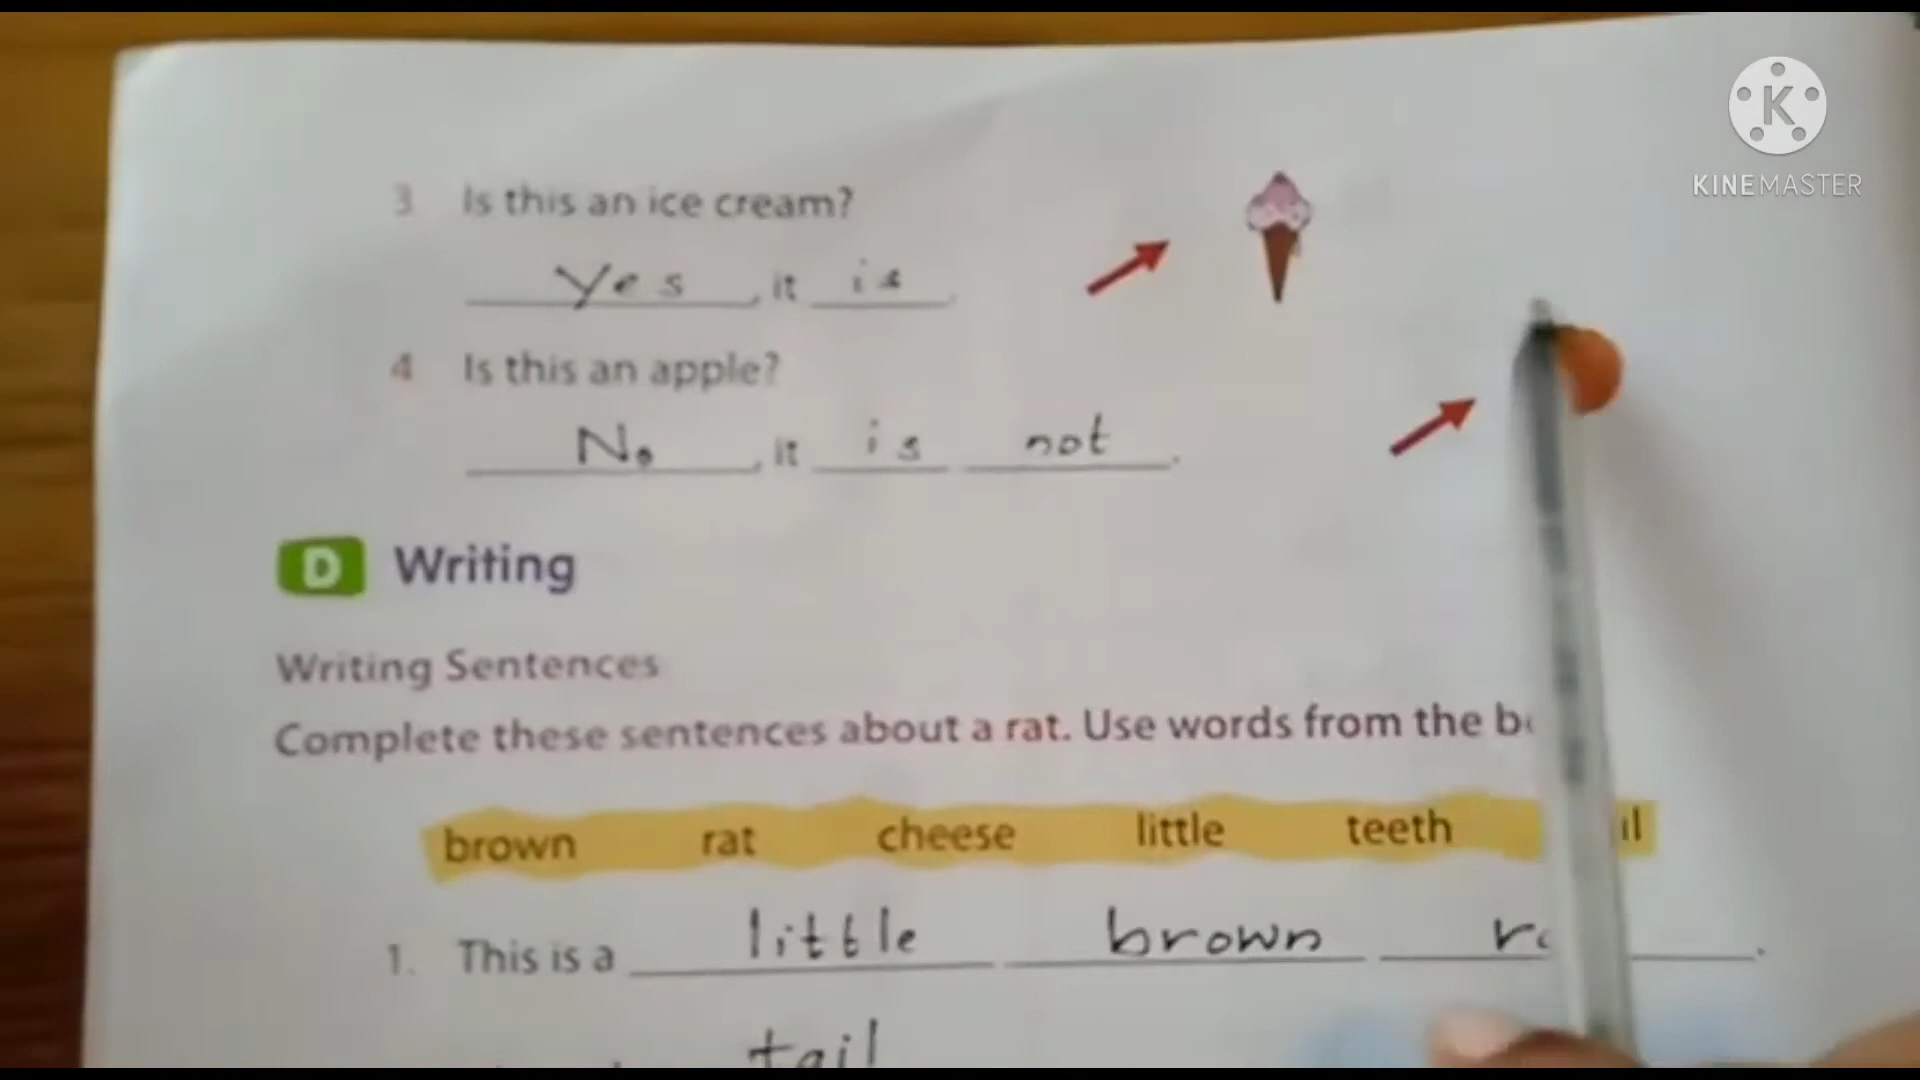 KINEMASTER
3 Is this an ice cream?
Yes, it is.
4 Is this an apple?
No, it is not.
D Writing
Writing Sentences
Complete these sentences about a rat. Use words from the
brown rat cheese little teeth
1. This is a little brown
tail